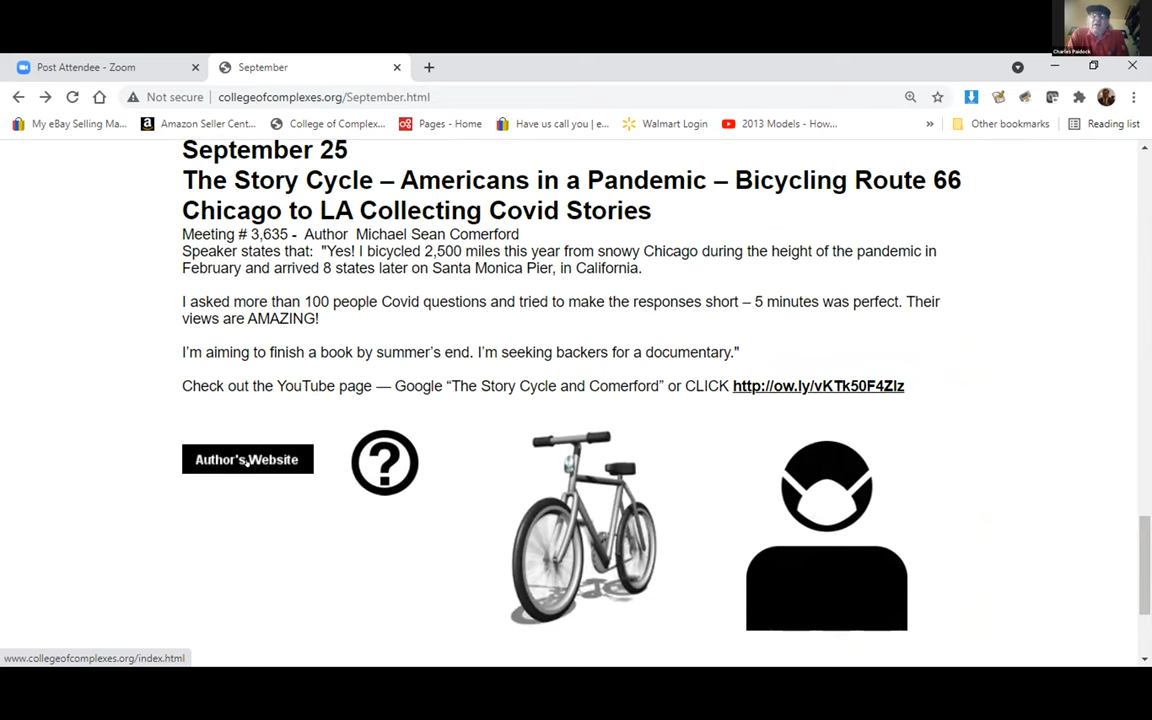 Charles Paidock
Post Attendee - Zoom
September
Not secure
collegeofcomplexes.org/September.html
My eBay Selling Ma...
Amazon Seller Cent...
College of Complex...
Pages - Home
Have us call you | e...
Walmart Login
2013 Models - How...
»
Other bookmarks
Reading list
September 25
The Story Cycle – Americans in a Pandemic – Bicycling Route 66
Chicago to LA Collecting Covid Stories
Meeting # 3,635 - Author Michael Sean Comerford
Speaker states that: "Yes! I bicycled 2,500 miles this year from snowy Chicago during the height of the pandemic in
February and arrived 8 states later on Santa Monica Pier, in California.
I asked more than 100 people Covid questions and tried to make the responses short – 5 minutes was perfect. Their
views are AMAZING!
I'm aiming to finish a book by summer's end. I'm seeking backers for a documentary."
Check out the YouTube page — Google “The Story Cycle and Comerford” or CLICK http://ow.ly/vKTk50F4Zlz
Author's Website
?
www.collegeofcomplexes.org/index.html